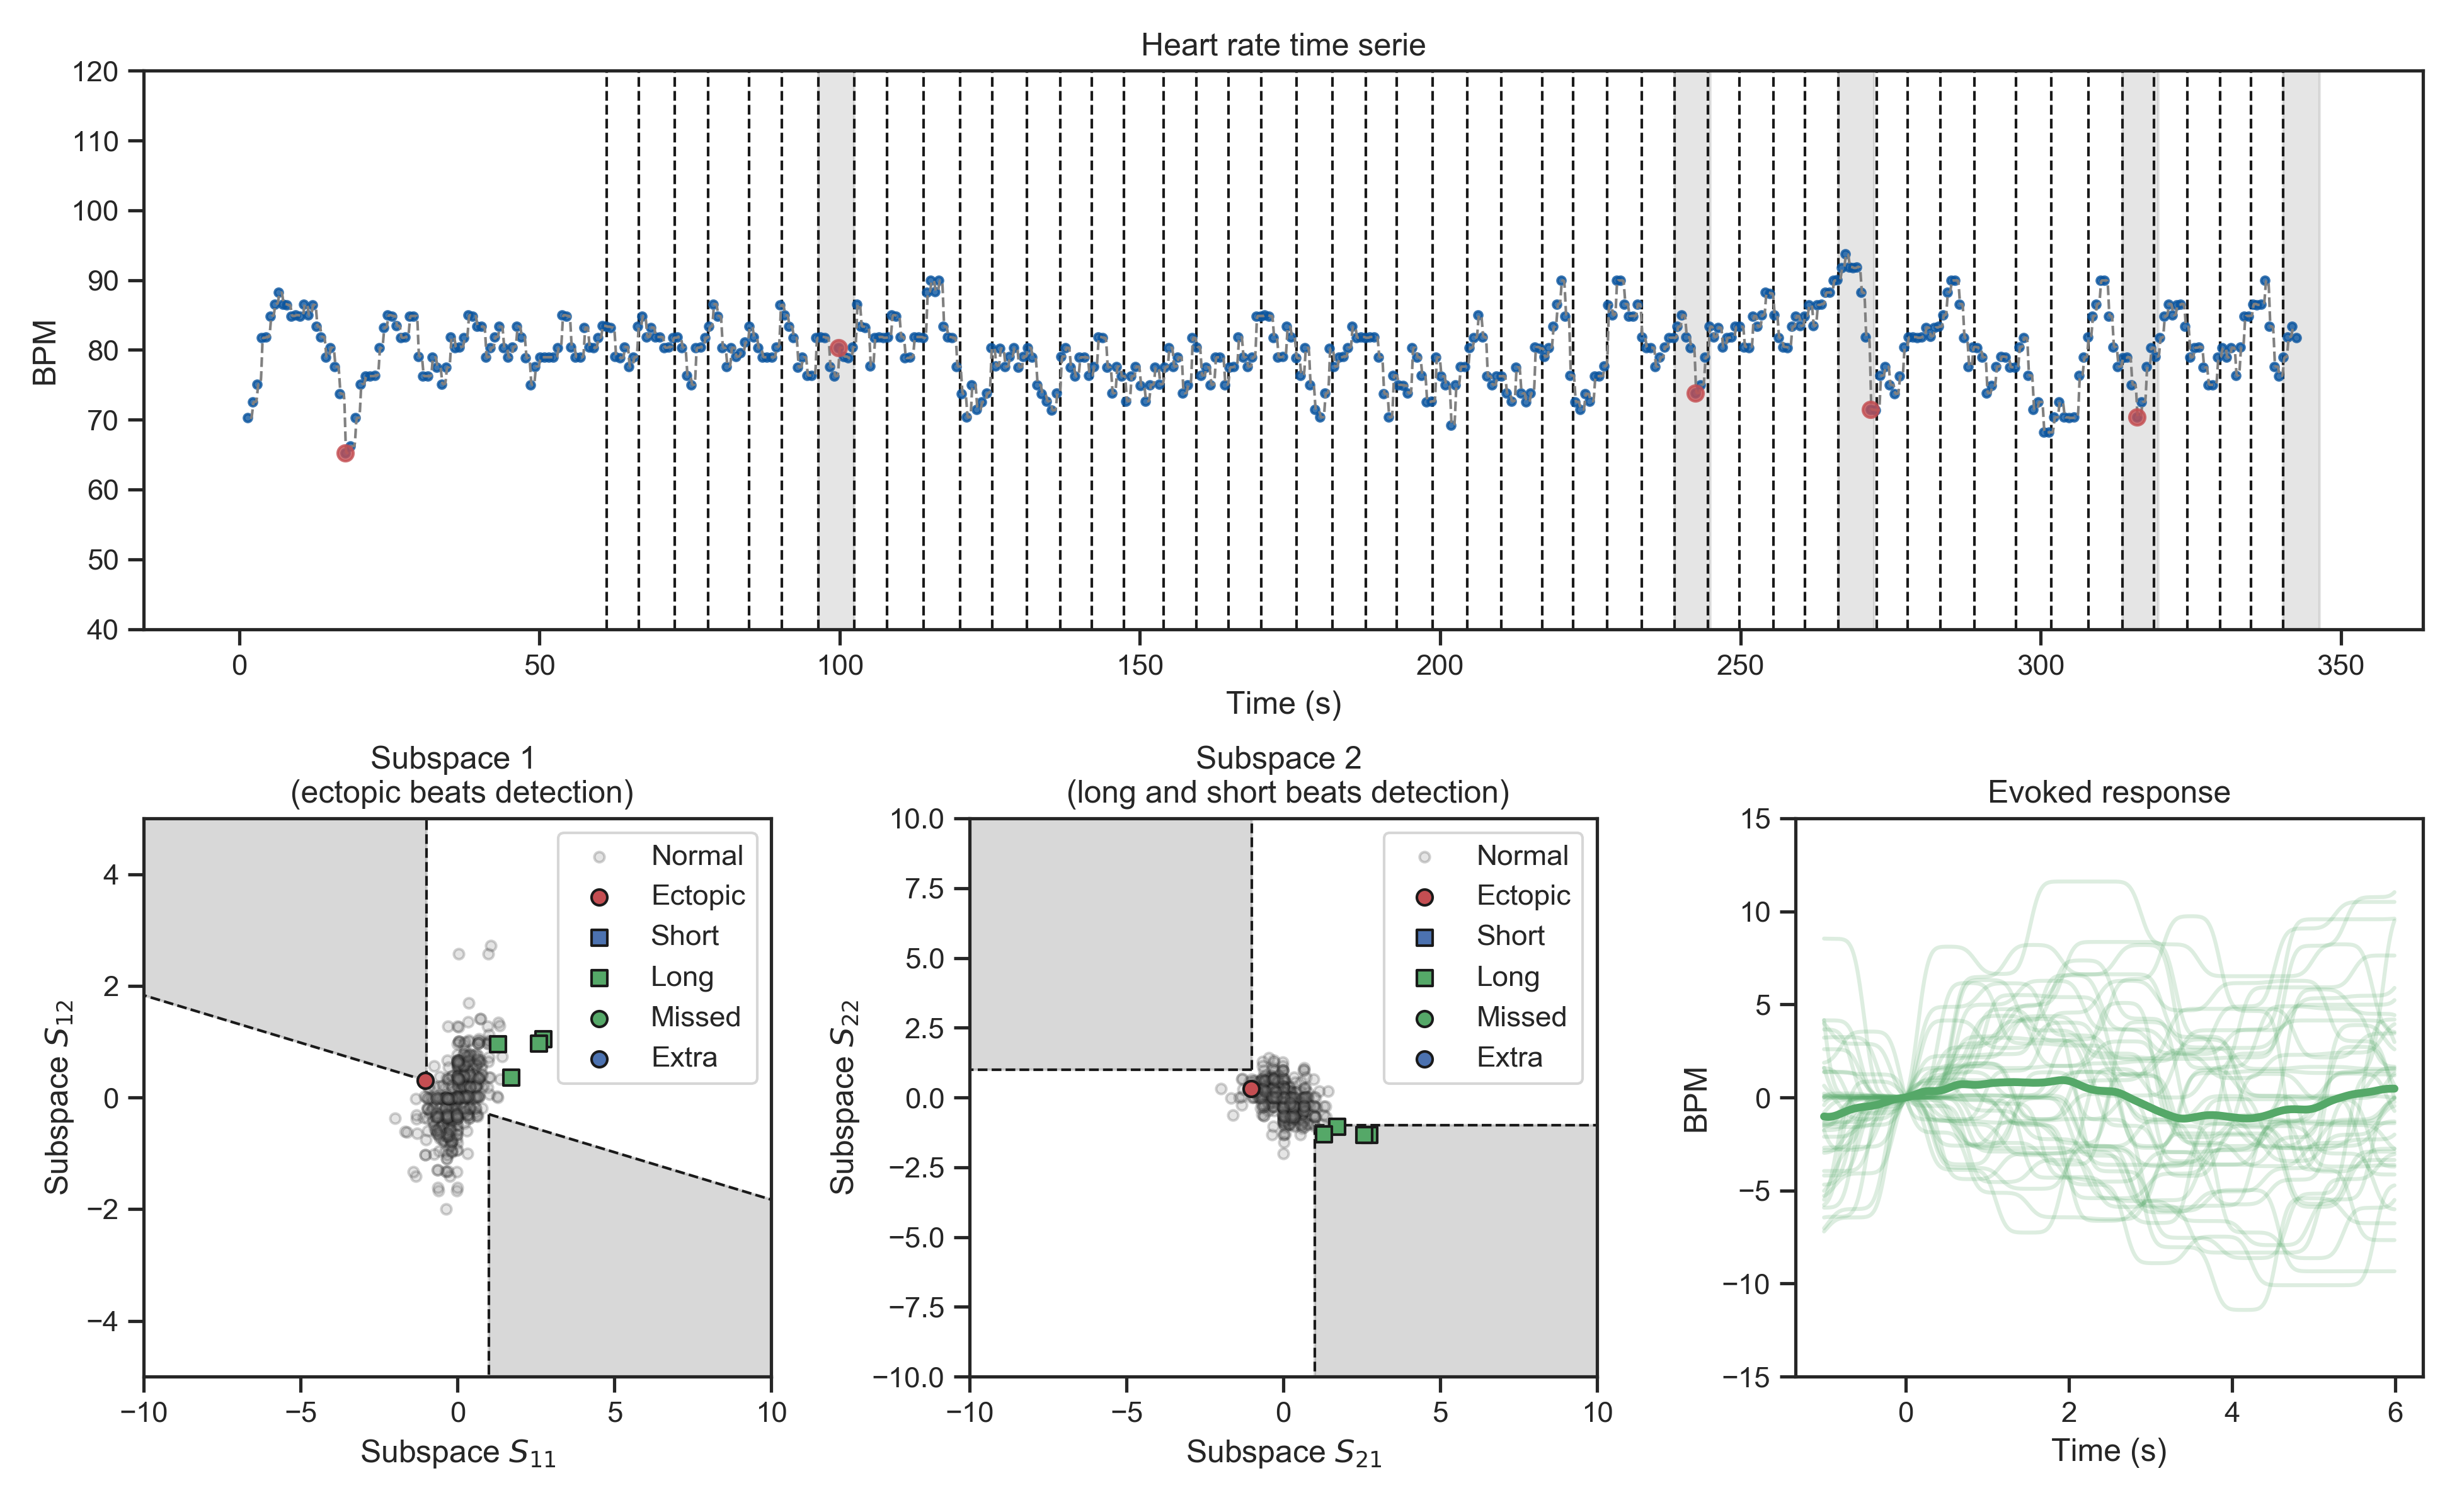 Heart rate time serie
120
110
100
90
80
70
60
50
40
BPM
0 50 100 150 200 250 300 350
Time (s)
Subspace 1
(ectopic beats detection)
4
2
0
−2
−4
Subspace S12
Normal
Ectopic
Short
Long
Missed
Extra
−10 −5 0 5 10
Subspace S11
Subspace 2
(long and short beats detection)
10.0
7.5
5.0
2.5
0.0
−2.5
−5.0
−7.5
−10.0
Subspace S22
Normal
Ectopic
Short
Long
Missed
Extra
−10 −5 0 5 10
Subspace S21
Evoked response
15
10
5
0
−5
−10
−15
BPM
0 2 4 6
Time (s)